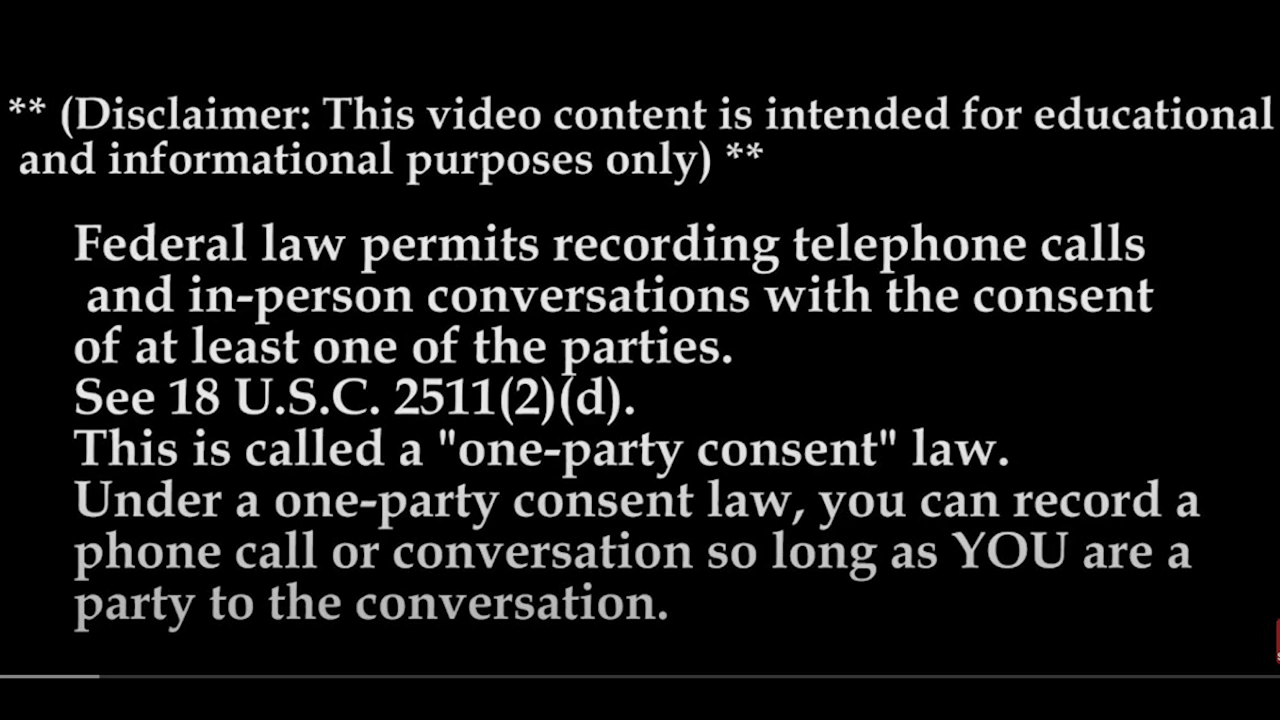 ** (Disclaimer: This video content is intended for educational
and informational purposes only) **
Federal law permits recording telephone calls
and in-person conversations with the consent
of at least one of the parties.
See 18 U.S.C. 2511(2)(d).
This is called a "one-party consent" law.
Under a one-party consent law, you can record a
phone call or conversation so long as YOU are a
party to the conversation.